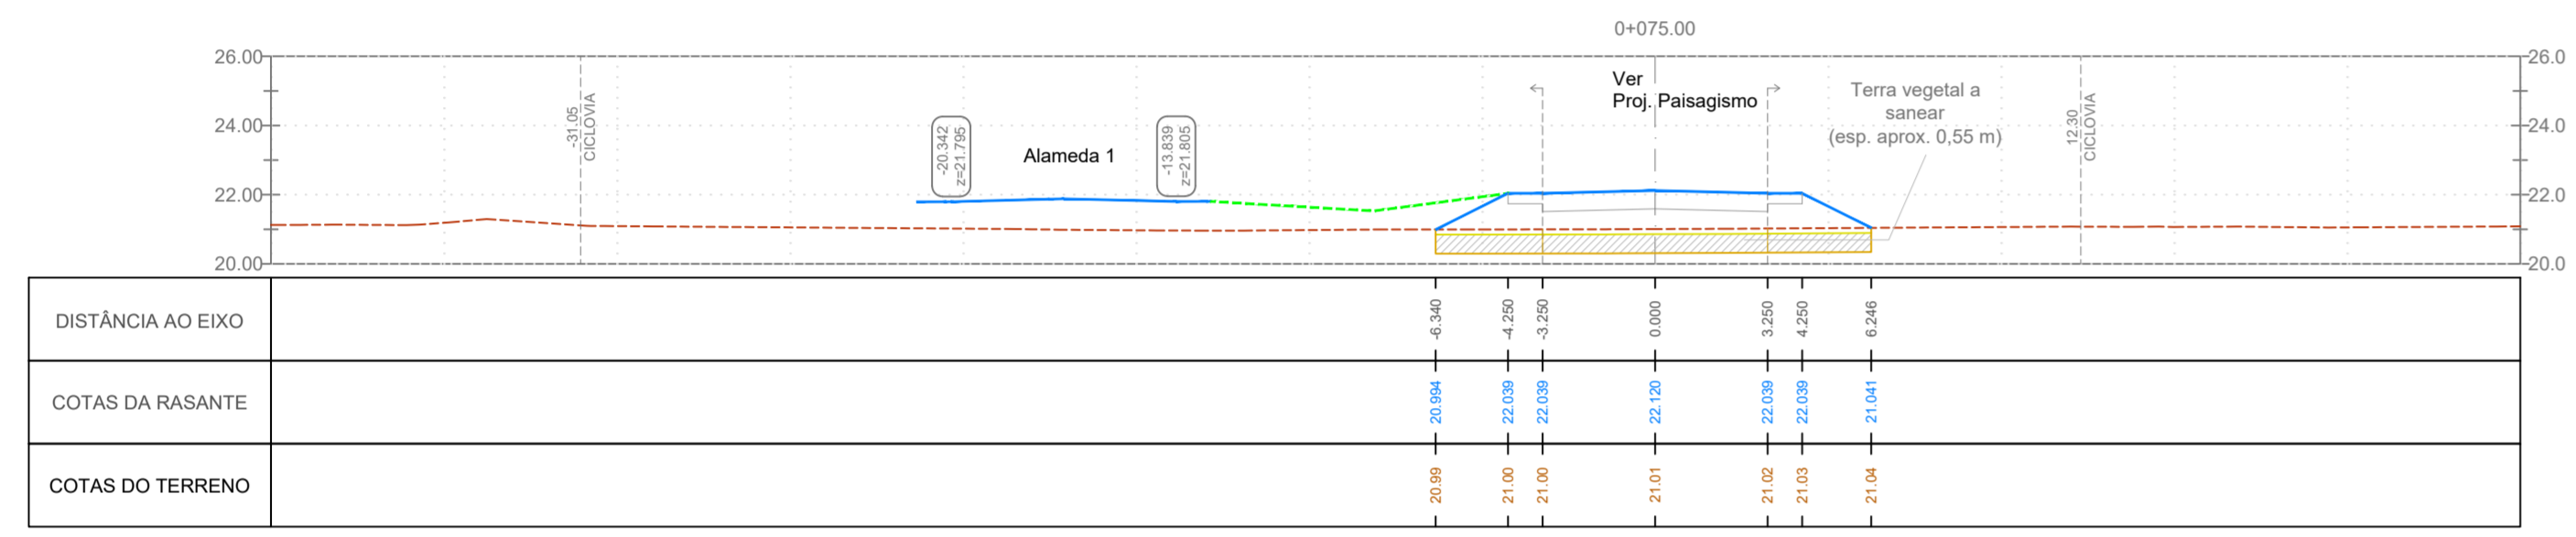 0+075.00
26.00
24.00
22.00
20.00
-31.05
CICLOVIA
-20.342
z=21.795
Alameda 1
-13.839
z=21.805
Ver
Proj. Paisagismo
Terra vegetal a
sanear
(esp. aprox. 0,55 m)
12.30
CICLOVIA
26.0
24.0
22.0
20.0
DISTÂNCIA AO EIXO
-6.340
-4.250
-3.250
0.000
3.250
4.250
6.246
COTAS DA RASANTE
20.994
22.039
22.039
22.120
22.039
22.039
21.041
COTAS DO TERRENO
20.99
21.00
21.00
21.01
21.02
21.03
21.04